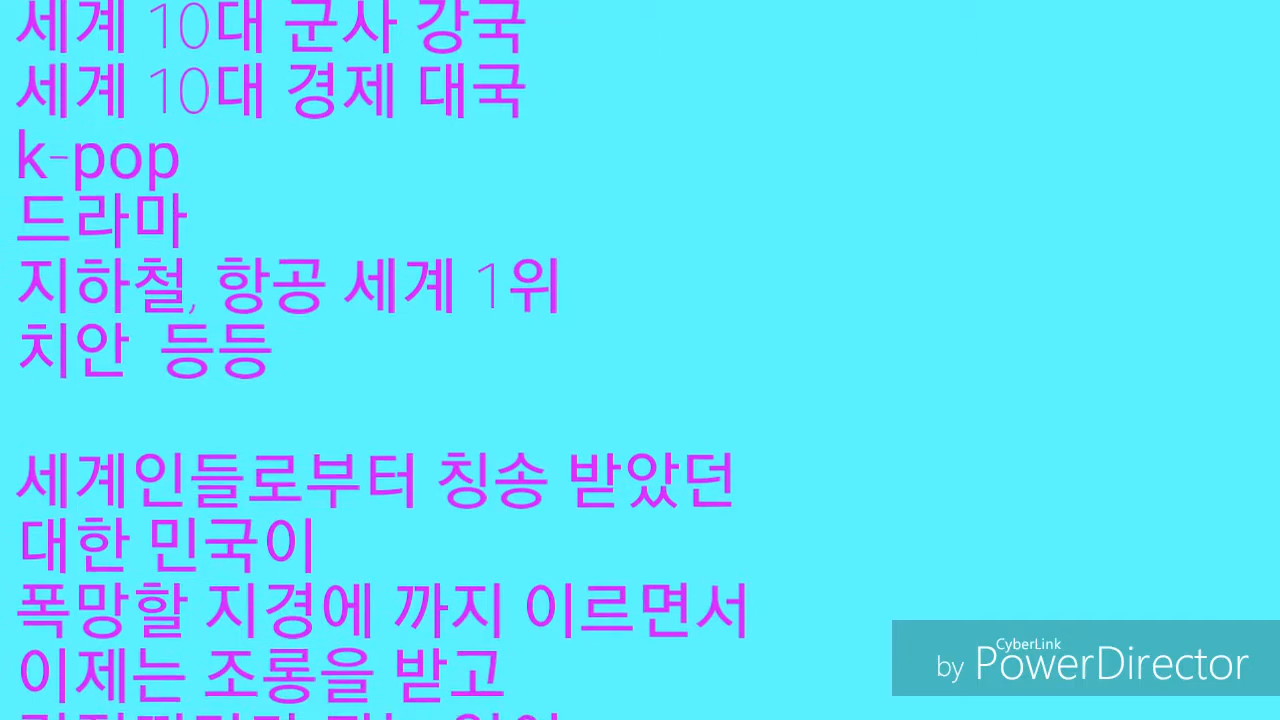 세계 10대 군사 강국
세계 10대 경제 대국
k-pop
드라마
지하철, 항공 세계 1위
치안 등등
세계인들로부터 칭송 받았던
대한 민국이
폭망할 지경에 까지 이르면서
이제는 조롱을 받고
CyberLink
by PowerDirector